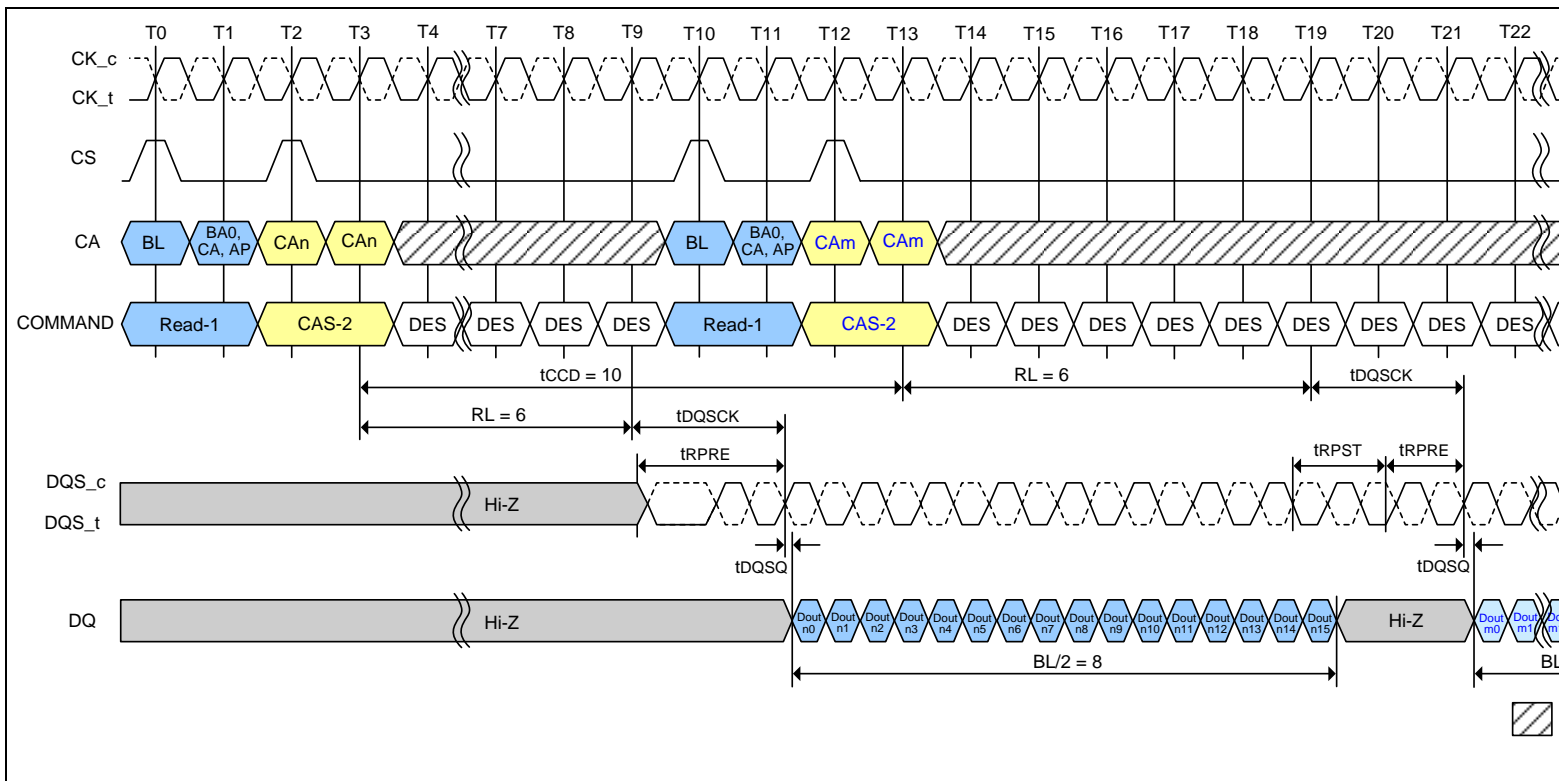 T0 T1 T2 T3 T4 T7 T8 T9 T10 T11 T12 T13 T14 T15 T16 T17 T18 T19 T20 T21 T22
CK_c
CK_t
CS
CA BL BA0, CA, AP CAn CAn BL BA0, CA, AP CAm CAm
COMMAND Read-1 CAS-2 DES DES DES DES Read-1 CAS-2 DES DES DES DES DES DES DES DES DES
tCCD = 10 RL = 6 tDQSCK
RL = 6 tDQSCK
tRPRE tRPST tRPRE
DQS_c
Hi-Z
DQS_t
tDQSQ tDQSQ
DQ Hi-Z Dout n0 Dout n1 Dout n2 Dout n3 Dout n4 Dout n5 Dout n6 Dout n7 Dout n8 Dout n9 Dout n10 Dout n11 Dout n12 Dout n13 Dout n14 Dout n15 Hi-Z Dout m0 Dout m1
BL/2 = 8 BL